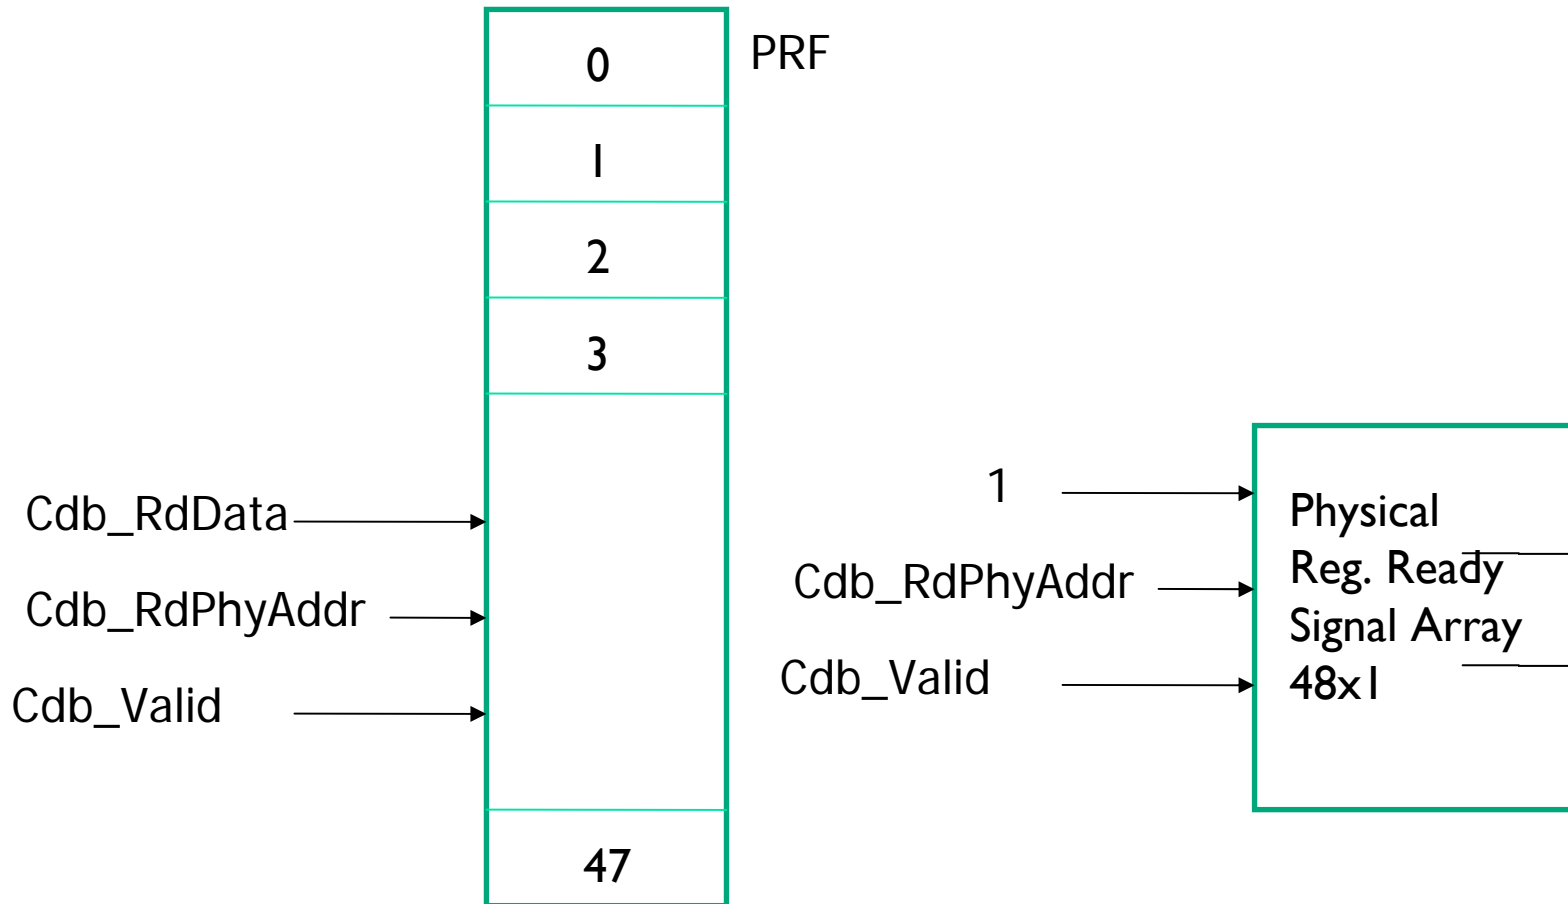 0
PRF
1
2
3
Cdb_RdData
Cdb_RdPhyAddr
Cdb_Valid
47
1
Cdb_RdPhyAddr
Cdb_Valid
Physical
Reg. Ready
Signal Array
48x1